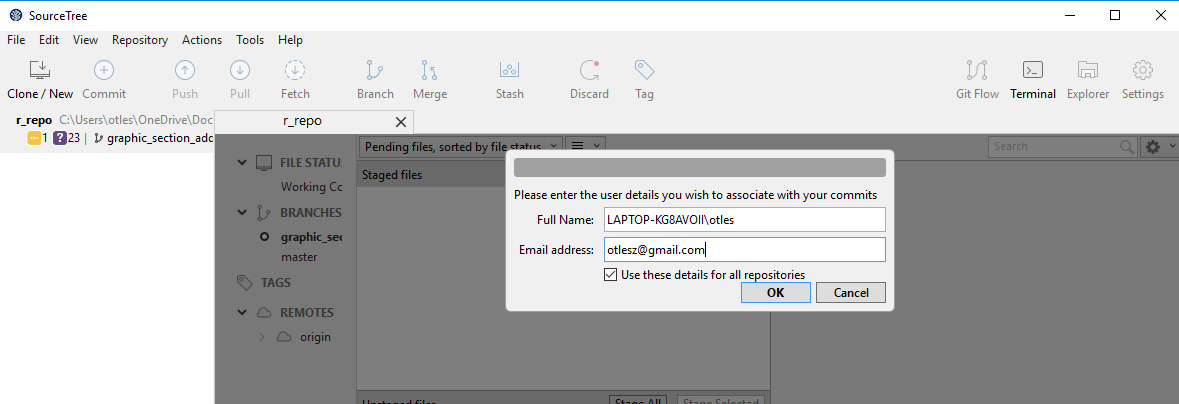 SourceTree
File Edit View Repository Actions Tools Help
Clone / New Commit Push Pull Fetch Branch Merge Stash Discard Tag Git Flow Terminal Explorer Settings
r_repo C:\Users\otles\OneDrive\Doc
1 ? 23 graphic_section_add
r_repo
Pending files, sorted by file status
Search
FILE STATU
Working Co
BRANCHES
graphic_sec
master
TAGS
REMOTES
origin
Staged files
Please enter the user details you wish to associate with your commits
Full Name: LAPTOP-KG8AVOII\otles
Email address: otlesz@gmail.com
Use these details for all repositories
OK Cancel
Unstaged files Stage All Stage Selected